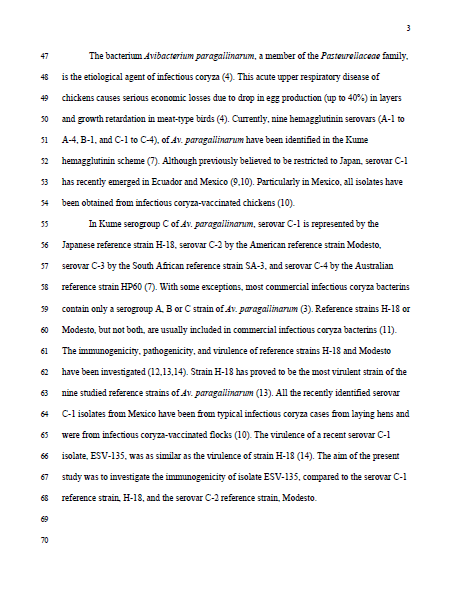 3
47 The bacterium Avibacterium paragallinarum, a member of the Pasteurellaceae family,
48 is the etiological agent of infectious coryza (4). This acute upper respiratory disease of
49 chickens causes serious economic losses due to drop in egg production (up to 40%) in layers
50 and growth retardation in meat-type birds (4). Currently, nine hemagglutinin serovars (A-1 to
51 A-4, B-1, and C-1 to C-4), of Av. paragallinarum have been identified in the Kume
52 hemagglutinin scheme (7). Although previously believed to be restricted to Japan, serovar C-1
53 has recently emerged in Ecuador and Mexico (9,10). Particularly in Mexico, all isolates have
54 been obtained from infectious coryza-vaccinated chickens (10).
55 In Kume serogroup C of Av. paragallinarum, serovar C-1 is represented by the
56 Japanese reference strain H-18, serovar C-2 by the American reference strain Modesto,
57 serovar C-3 by the South African reference strain SA-3, and serovar C-4 by the Australian
58 reference strain HP60 (7). With some exceptions, most commercial infectious coryza bacterins
59 contain only a serogroup A, B or C strain of Av. paragallinarum (3). Reference strains H-18 or
60 Modesto, but not both, are usually included in commercial infectious coryza bacterins (11).
61 The immunogenicity, pathogenicity, and virulence of reference strains H-18 and Modesto
62 have been investigated (12,13,14). Strain H-18 has proved to be the most virulent strain of the
63 nine studied reference strains of Av. paragallinarum (13). All the recently identified serovar
64 C-1 isolates from Mexico have been from typical infectious coryza cases from laying hens and
65 were from infectious coryza-vaccinated flocks (10). The virulence of a recent serovar C-1
66 isolate, ESV-135, was as similar as the virulence of strain H-18 (14). The aim of the present
67 study was to investigate the immunogenicity of isolate ESV-135, compared to the serovar C-1
68 reference strain, H-18, and the serovar C-2 reference strain, Modesto.
69
70